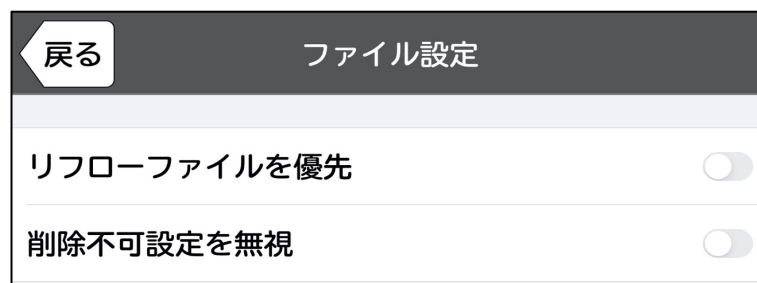 戻る
ファイル設定
リフローファイルを優先
削除不可設定を無視